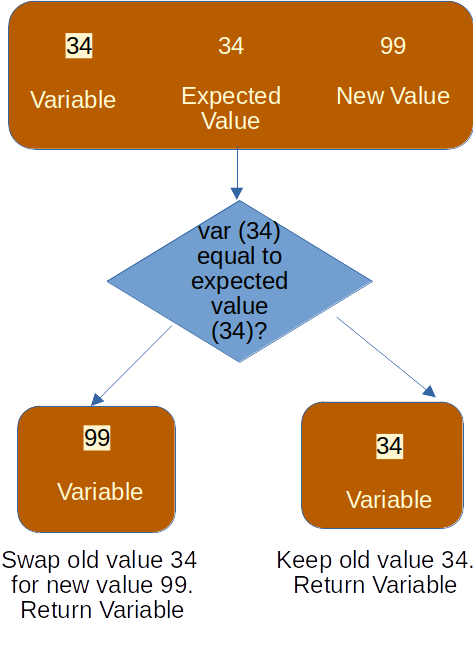 34
34
99
Variable
Expected
Value
New Value
var (34)
equal to
expected
value
(34)?
99
Variable
34
Variable
Swap old value 34
for new value 99.
Return Variable
Keep old value 34.
Return Variable